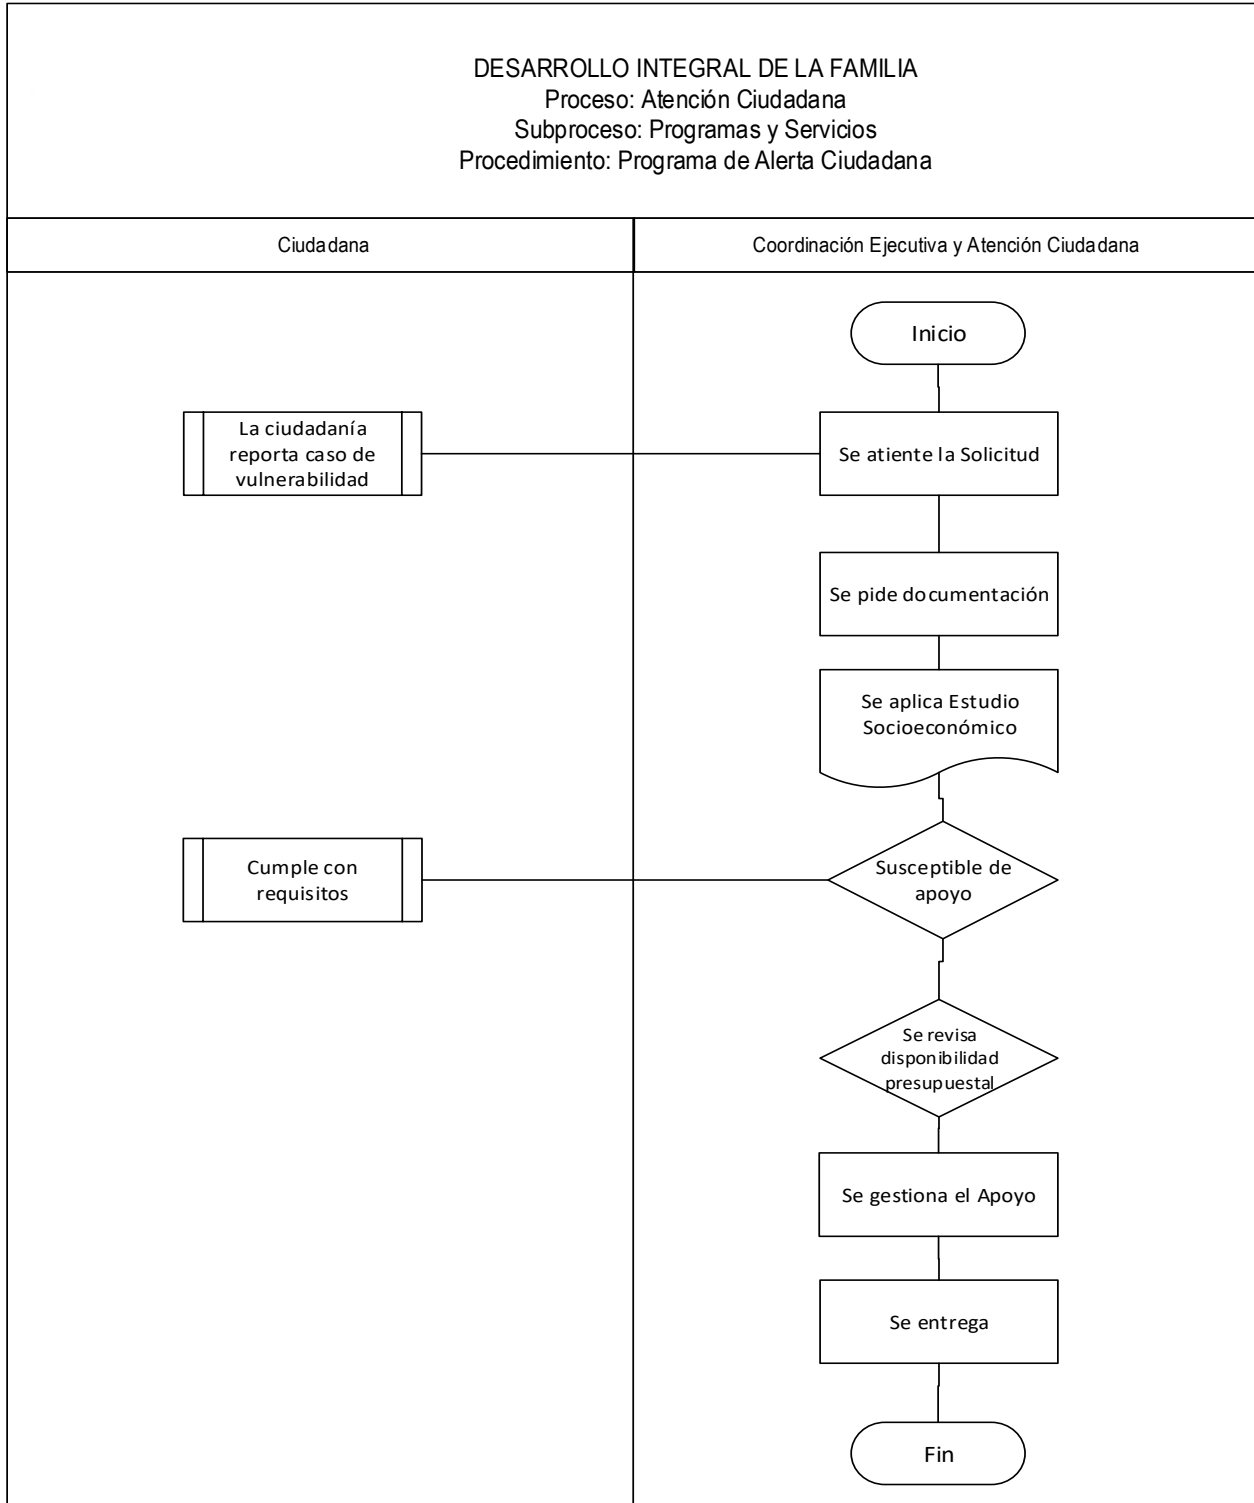 DESARROLLO INTEGRAL DE LA FAMILIA
Proceso: Atención Ciudadana
Subproceso: Programas y Servicios
Procedimiento: Programa de Alerta Ciudadana
Ciudadana
Coordinación Ejecutiva y Atención Ciudadana
Inicio
La ciudadanía
reporta caso de
vulnerabilidad
Se atiente la Solicitud
Se pide documentación
Se aplica Estudio
Socioeconómico
Cumple con
requisitos
Susceptible de
apoyo
Se revisa
disponibilidad
presupuestal
Se gestiona el Apoyo
Se entrega
Fin